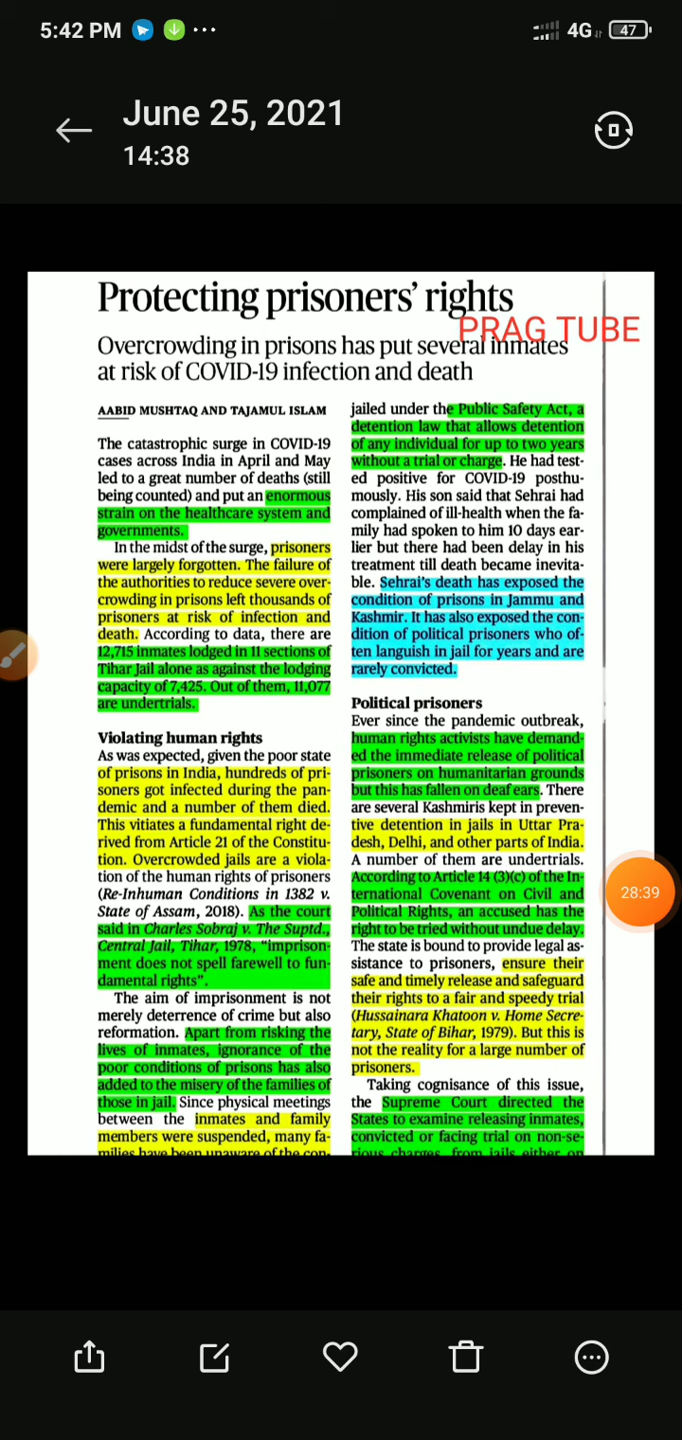 5:42 PM
4G
47
June 25, 2021
14:38
Protecting prisoners' rights
PRAG TUBE
Overcrowding in prisons has put several inmates
at risk of COVID-19 infection and death
AABID MUSHTAQ AND TAJAMUL ISLAM
The catastrophic surge in COVID-19
cases across India in April and May
led to a great number of deaths (still
being counted) and put an enormous
strain on the healthcare system and
governments.
In the midst of the surge, prisoners
were largely forgotten. The failure of
the authorities to reduce severe over-
crowding in prisons left thousands of
prisoners at risk of infection and
death. According to data, there are
12,715 inmates lodged in 11 sections of
Tihar Jail alone as against the lodging
capacity of 7,425. Out of them, 11,077
are undertrials.
Violating human rights
As was expected, given the poor state
of prisons in India, hundreds of pri-
soners got infected during the pan-
demic and a number of them died.
This vitiates a fundamental right de-
rived from Article 21 of the Constitu-
tion. Overcrowded jails are a viola-
tion of the human rights of prisoners
(Re-Inhuman Conditions in 1382 v.
State of Assam, 2018). As the court
said in Charles Sobraj v. The Suptd.,
Central Jail, Tihar, 1978, “imprison-
ment does not spell farewell to fun-
damental rights”.
The aim of imprisonment is not
merely deterrence of crime but also
reformation. Apart from risking the
lives of inmates, ignorance of the
poor conditions of prisons has also
added to the misery of the families of
those in jail. Since physical meetings
between the inmates and family
members were suspended, many fa-
milies have been unaware of the con-
jailed under the Public Safety Act, a
detention law that allows detention
of any individual for up to two years
without a trial or charge. He had test-
ed positive for COVID-19 posthu-
mously. His son said that Sehrai had
complained of ill-health when the fa-
mily had spoken to him 10 days ear-
lier but there had been delay in his
treatment till death became inevita-
ble. Sehrai's death has exposed the
condition of prisons in Jammu and
Kashmir. It has also exposed the con-
dition of political prisoners who of-
ten languish in jail for years and are
rarely convicted.
Political prisoners
Ever since the pandemic outbreak,
human rights activists have demand-
ed the immediate release of political
prisoners on humanitarian grounds
but this has fallen on deaf ears. There
are several Kashmiris kept in preven-
tive detention in jails in Uttar Pra-
desh, Delhi, and other parts of India.
A number of them are undertrials.
According to Article 14 (3)(c) of the In-
ternational Covenant on Civil and
Political Rights, an accused has the
right to be tried without undue delay.
The state is bound to provide legal as-
sistance to prisoners, ensure their
safe and timely release and safeguard
their rights to a fair and speedy trial
(Hussainara Khatoon v. Home Secre-
tary, State of Bihar, 1979). But this is
not the reality for a large number of
prisoners.
Taking cognisance of this issue,
the Supreme Court directed the
States to examine releasing inmates,
convicted or facing trial on non-se-
rious charges, from jails either on
28:39